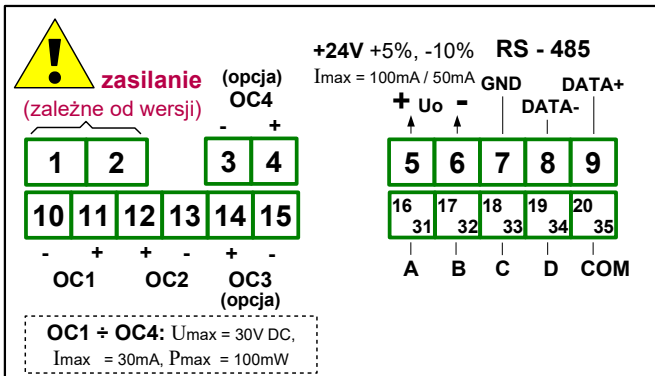 !
zasilanie
(zależne od wersji)
(opcja)
OC4
- +
+24V +5%, -10%
Imax = 100mA / 50mA
+ Uo -
RS - 485
GND
DATA-
DATA+
1 2 3 4 5 6 7 8 9
10 11 12 13 14 15
16 31 17 32 18 33 19 34 20 35
- + + - + -
OC1 OC2 OC3
(opcja)
A B C D COM
OC1 ÷ OC4: Umax = 30V DC,
Imax = 30mA, Pmax = 100mW